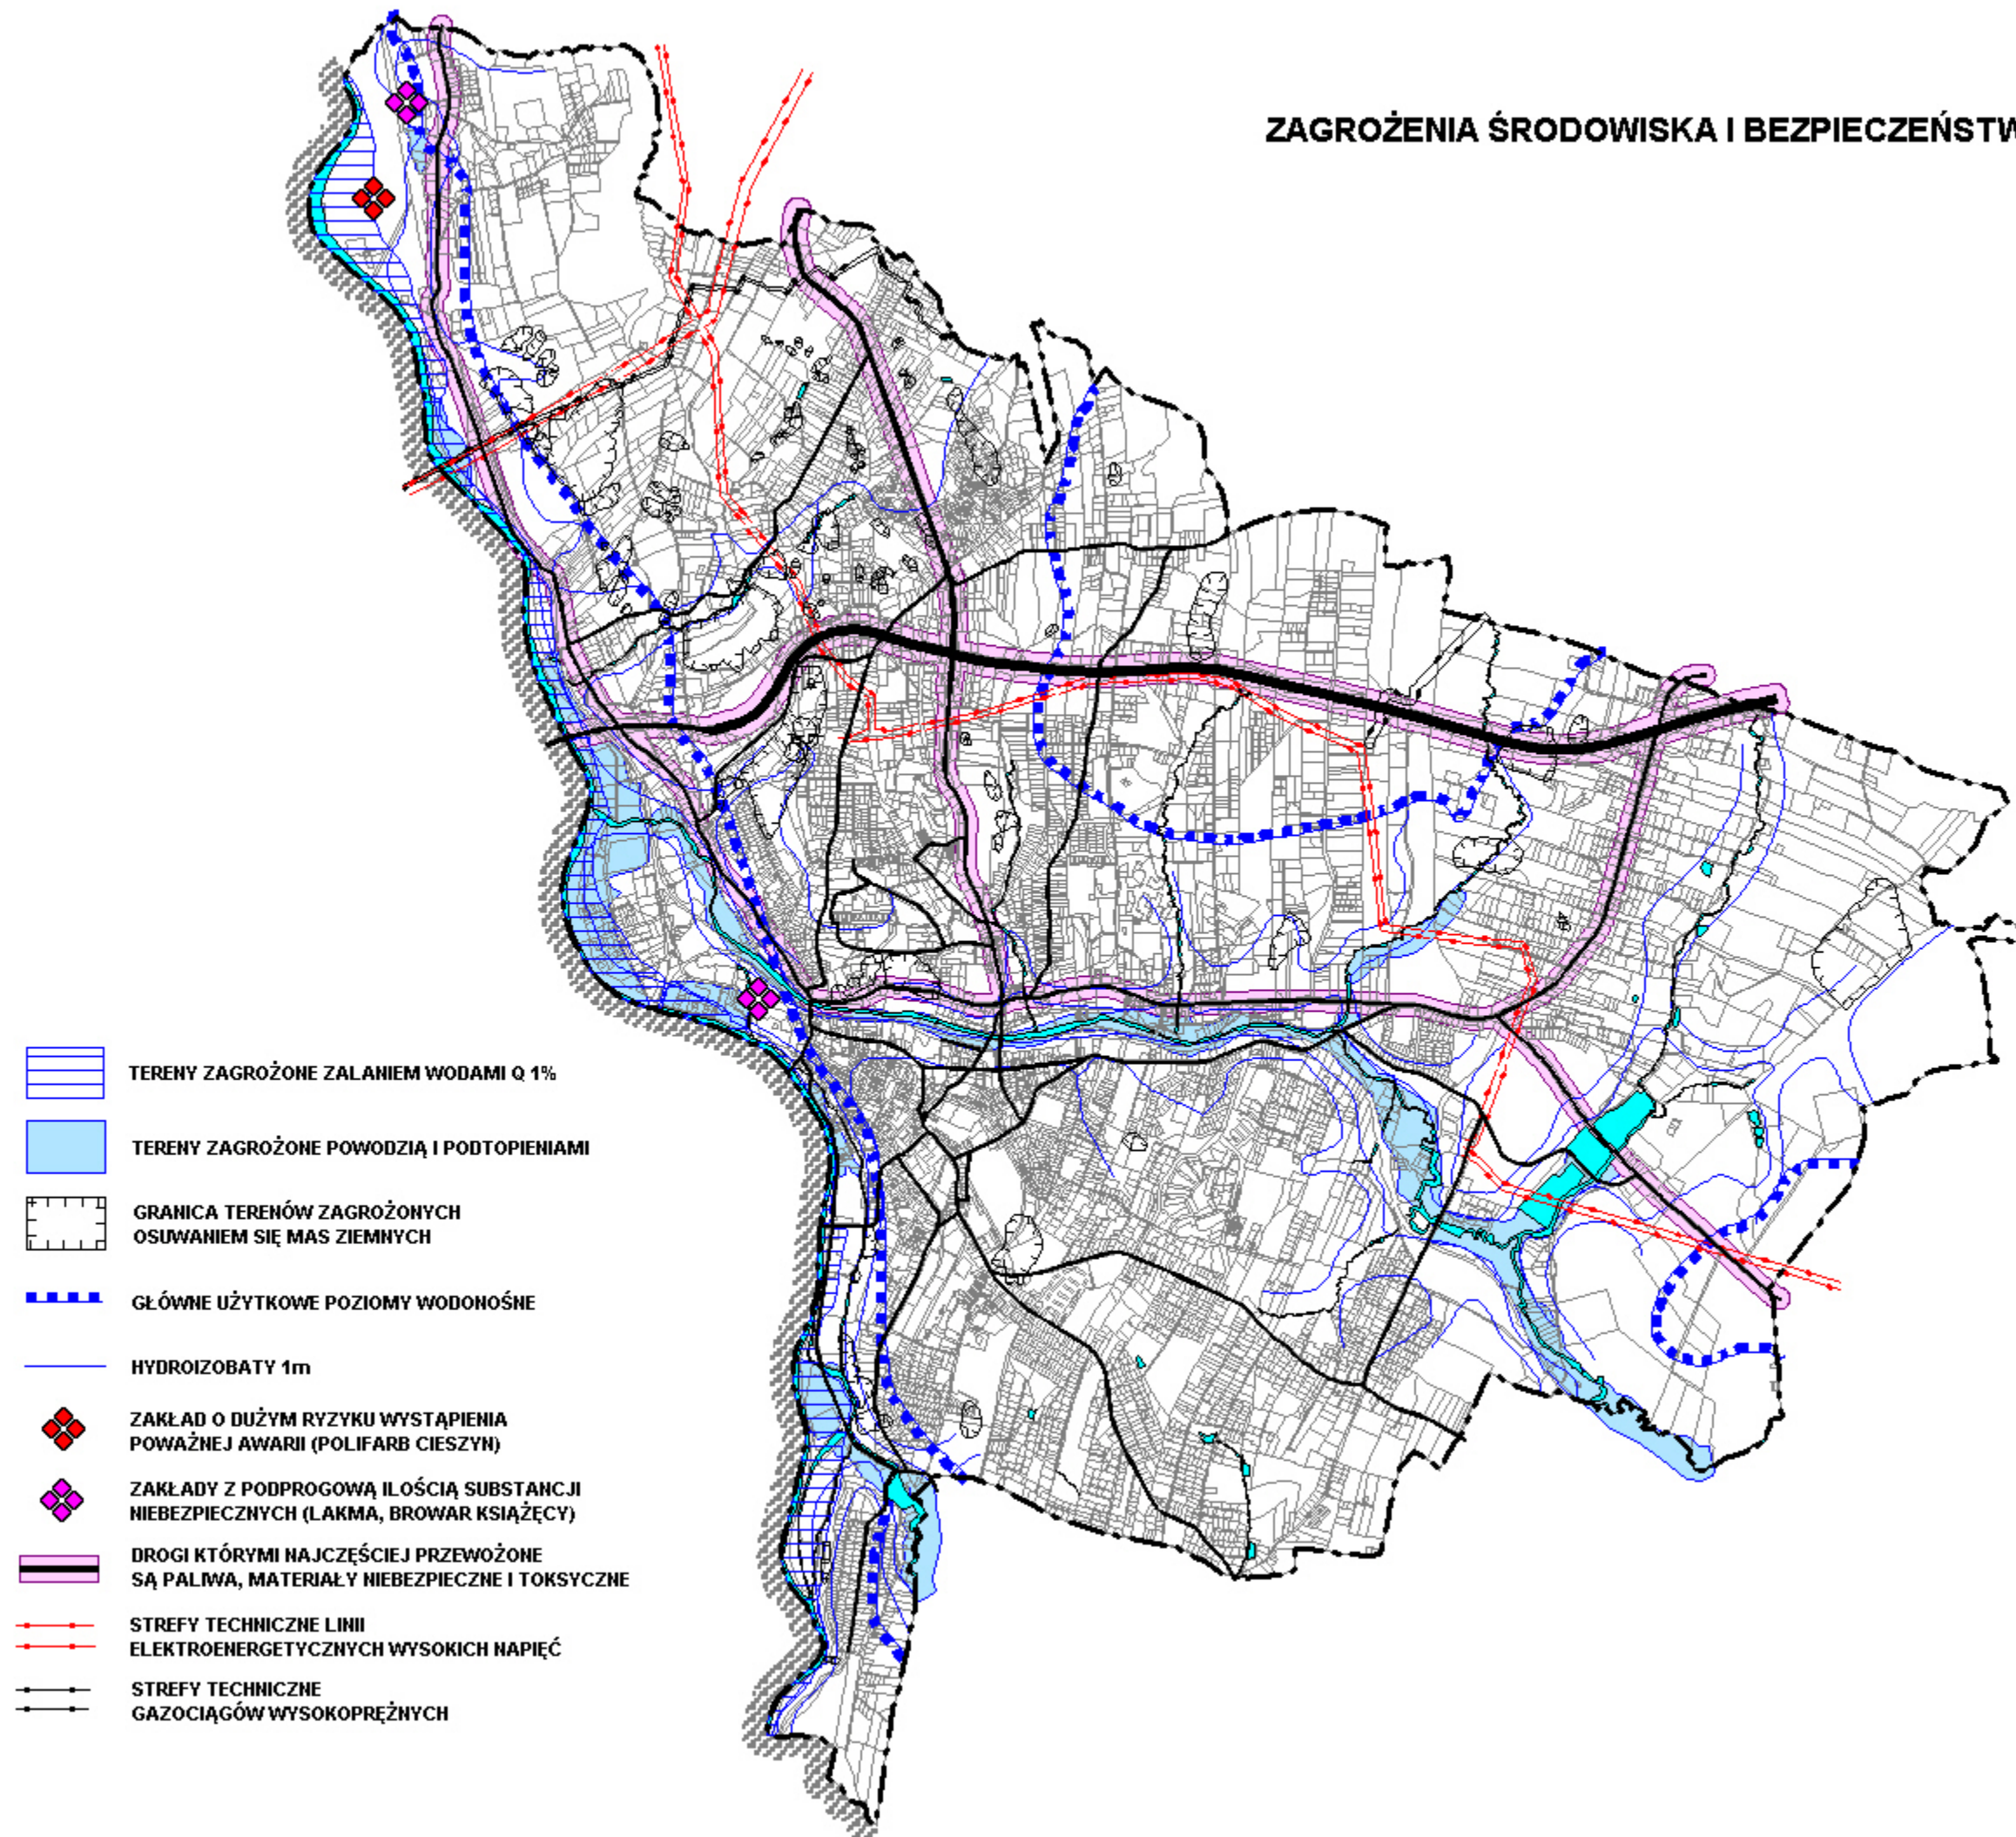 ZAGROŻENIA ŚRODOWISKA I BEZPIECZEŃSTW
TERENY ZAGROŻONE ZALANIEM WODAMI Q 1%
TERENY ZAGROŻONE POWODZIĄ I PODTOPIENIAMI
GRANICA TERENÓW ZAGROŻONYCH
OSUWANIEM SIĘ MAS ZIEMNYCH
GŁÓWNE UŻYTKOWE POZIOMY WODONOŚNE
HYDROIZOBATY 1m
ZAKŁAD O DUŻYM RYZYKU WYSTĄPIENIA
POWAŻNEJ AWARII (POLIFARB CIESZYN)
ZAKŁADY Z PODPROGOWĄ ILOŚCIĄ SUBSTANCJI
NIEBEZPIECZNYCH (LAKMA, BROWAR KSIĄŻĘCY)
DROGI KTÓRYMI NAJCZĘŚCIEJ PRZEWOŻONE
SĄ PALIWA, MATERIAŁY NIEBEZPIECZNE I TOKSYCZNE
STREFY TECHNICZNE LINII
ELEKTROENERGETYCZNYCH WYSOKICH NAPIĘĆ
STREFY TECHNICZNE
GAZOCIĄGÓW WYSOKOPRĘŻNYCH